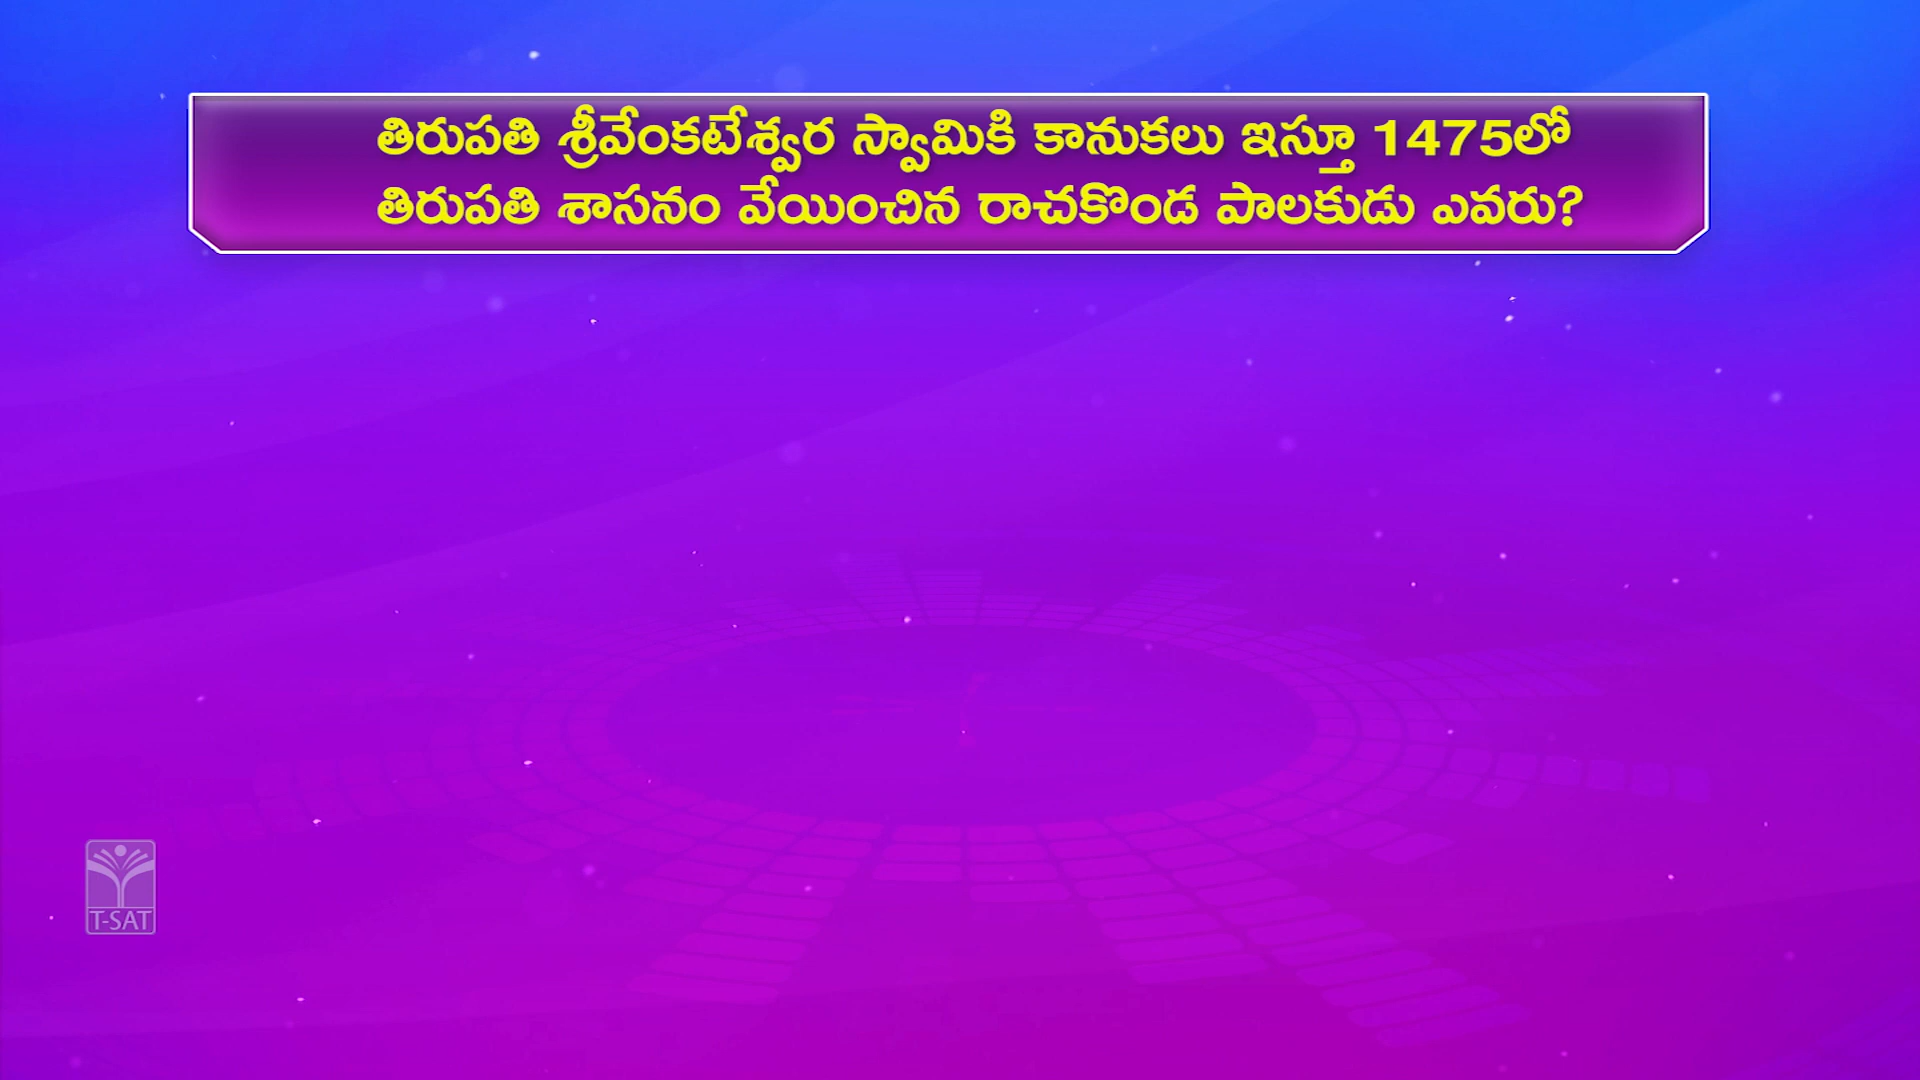 తిరుపతి శ్రీవేంకటేశ్వర స్వామికి కానుకలు ఇస్తూ 1475లో
తిరుపతి శాసనం వేయించిన రాచకొండ పాలకుడు ఎవరు?
T-SAT